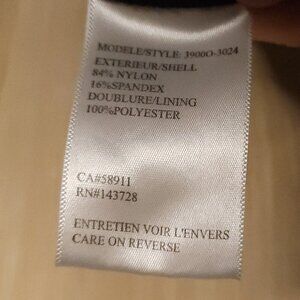 MODELE/STYLE: 3900O-3024
EXTERIEUR/SHELL
84% NYLON
16%SPANDEX
DOUBLURE/LINING
100%POLYESTER
CA#58911
RN#143728
ENTRETIEN VOIR L'ENVERS
CARE ON REVERSE